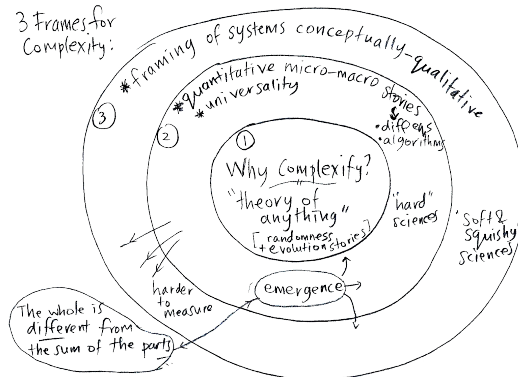 3 Frames for
Complexity:
*framing of systems conceptually-qualitative
③
*quantitative micro-macro stories
*universality
②
• diffeqns
• algorithms
①
Why Complexify?
"theory of
anything"
[randomness
+ evolution stories]
"hard"
sciences
"soft &
squishy
sciences
harder
to
measure
emergence
The whole is
different from
the sum of the parts